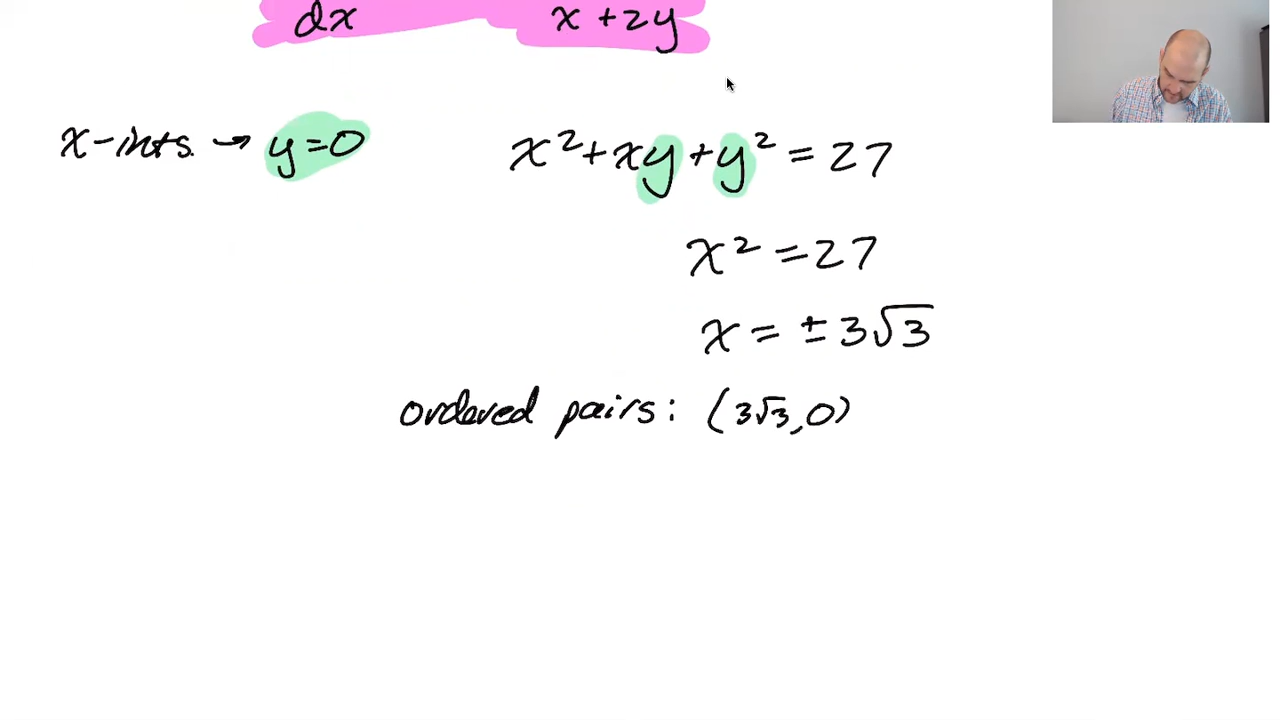 dx x + 2y
x-ints. → y=0 x² + xy + y² = 27
x² = 27
x = ± 3√3
ordered pairs: (3√3, 0)